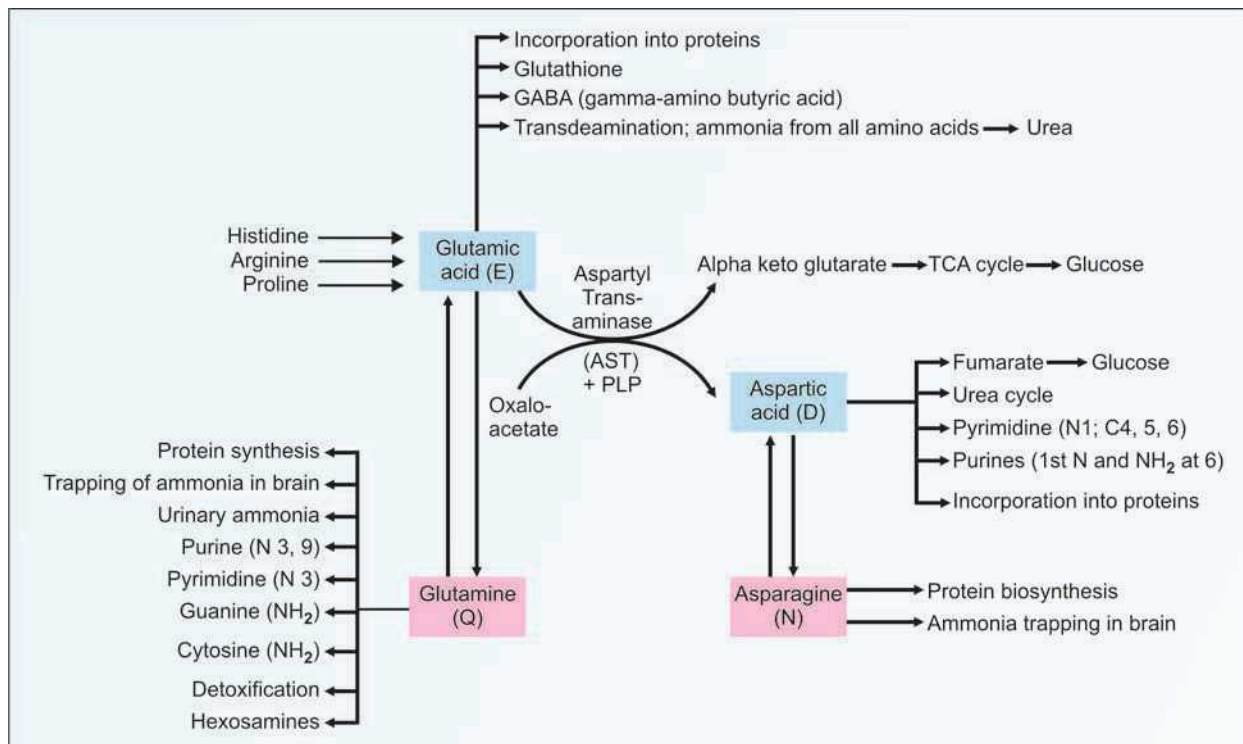 Incorporation into proteins
Glutathione
GABA (gamma-amino butyric acid)
Transdeamination; ammonia from all amino acids
Urea
Histidine
Arginine
Proline
Glutamic
acid (E)
Aspartyl
Trans-
aminase
(AST)
+ PLP
Alpha keto glutarate
TCA cycle
Glucose
Oxalo-
acetate
Aspartic
acid (D)
Fumarate
Glucose
Urea cycle
Pyrimidine (N1; C4, 5, 6)
Purines (1st N and NH2 at 6)
Incorporation into proteins
Protein synthesis
Trapping of ammonia in brain
Urinary ammonia
Purine (N 3, 9)
Pyrimidine (N 3)
Guanine (NH2)
Cytosine (NH2)
Detoxification
Hexosamines
Glutamine
(Q)
Asparagine
(N)
Protein biosynthesis
Ammonia trapping in brain